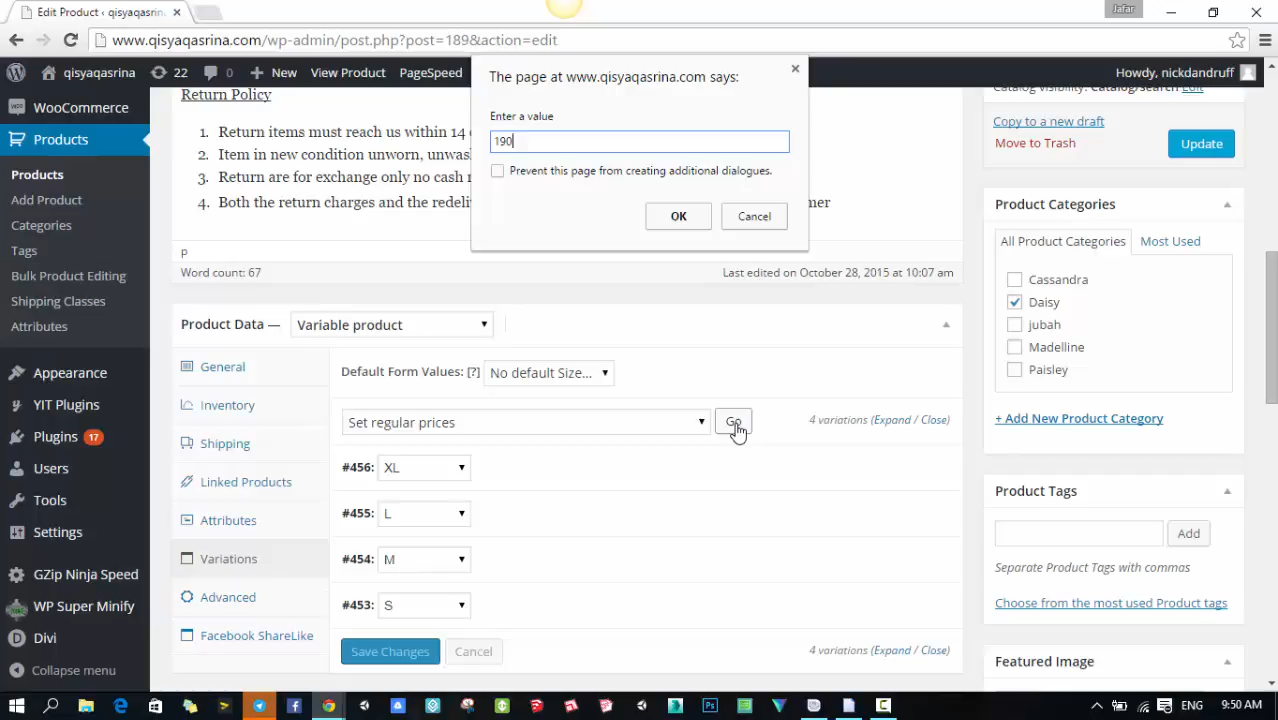 Edit Product ‹ qisyaqasrin
Jafar
www.qisyaqasrina.com/wp-admin/post.php?post=189&action=edit
qisyaqasrina
22
0
New
View Product
PageSpeed
Howdy, nickdandruff
WooCommerce
Products
Products
Add Product
Categories
Tags
Bulk Product Editing
Shipping Classes
Attributes
Appearance
YIT Plugins
Plugins 17
Users
Tools
Settings
GZip Ninja Speed
WP Super Minify
Divi
Collapse menu
Return Policy
1. Return items must reach us within 14
2. Item in new condition unworn, unwas
3. Return are for exchange only no cash
4. Both the return charges and the redeli
mer
p
Word count: 67
Last edited on October 28, 2015 at 10:07 am
The page at www.qisyaqasrina.com says:
Enter a value
190
Prevent this page from creating additional dialogues.
OK
Cancel
Product Data —
Variable product
General
Inventory
Shipping
Linked Products
Attributes
Variations
Advanced
Facebook ShareLike
Default Form Values: [?]
No default Size...
Set regular prices
Go
4 variations (Expand / Close)
#456: XL
#455: L
#454: M
#453: S
Save Changes
Cancel
4 variations (Expand / Close)
Catalog visibility: Catalog/search Edit
Copy to a new draft
Move to Trash
Update
Product Categories
All Product Categories
Most Used
Cassandra
Daisy
jubah
Madelline
Paisley
+ Add New Product Category
Product Tags
Add
Separate Product Tags with commas
Choose from the most used Product tags
Featured Image
ENG
9:50 AM